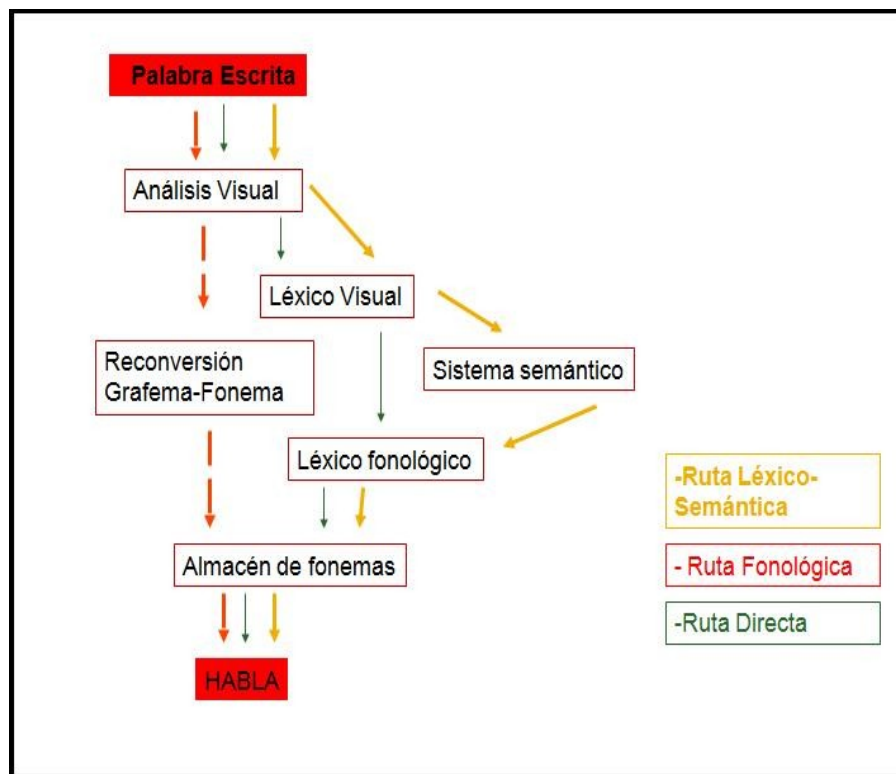 Palabra Escrita
Análisis Visual
Léxico Visual
Reconversión
Grafema-Fonema
Sistema semántico
Léxico fonológico
Almacén de fonemas
HABLA
-Ruta Léxico-
Semántica
- Ruta Fonológica
-Ruta Directa